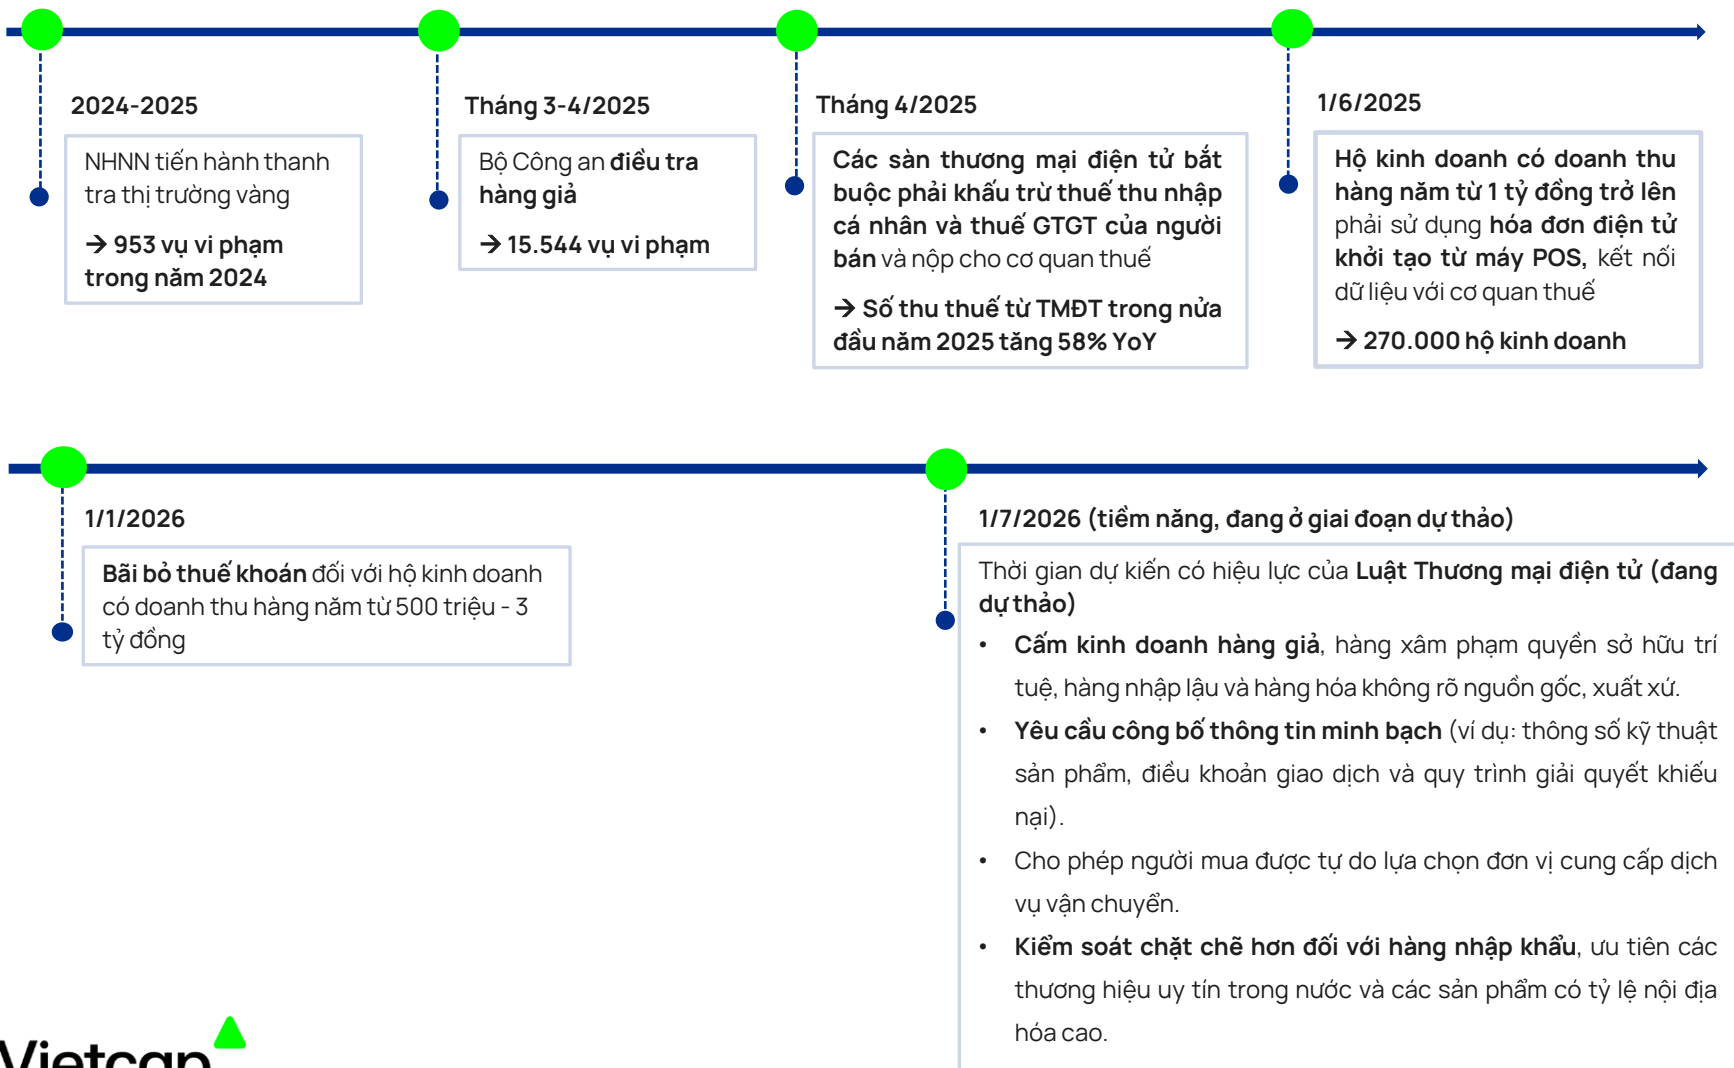 2024-2025
NHNN tiến hành thanh
tra thị trường vàng
→ 953 vụ vi phạm
trong năm 2024
Tháng 3-4/2025
Bộ Công an điều tra
hàng giả
→ 15.544 vụ vi phạm
Tháng 4/2025
Các sàn thương mại điện tử bắt
buộc phải khấu trừ thuế thu nhập
cá nhân và thuế GTGT của người
bán và nộp cho cơ quan thuế
→ Số thu thuế từ TMĐT trong nửa
đầu năm 2025 tăng 58% YoY
1/6/2025
Hộ kinh doanh có doanh thu
hàng năm từ 1 tỷ đồng trở lên
phải sử dụng hóa đơn điện tử
khởi tạo từ máy POS, kết nối
dữ liệu với cơ quan thuế
→ 270.000 hộ kinh doanh
1/1/2026
Bãi bỏ thuế khoán đối với hộ kinh doanh
có doanh thu hàng năm từ 500 triệu - 3
tỷ đồng
1/7/2026 (tiềm năng, đang ở giai đoạn dự thảo)
Thời gian dự kiến có hiệu lực của Luật Thương mại điện tử (đang
dự thảo)
• Cấm kinh doanh hàng giả, hàng xâm phạm quyền sở hữu trí
tuệ, hàng nhập lậu và hàng hóa không rõ nguồn gốc, xuất xứ.
• Yêu cầu công bố thông tin minh bạch (ví dụ: thông số kỹ thuật
sản phẩm, điều khoản giao dịch và quy trình giải quyết khiếu
nại).
• Cho phép người mua được tự do lựa chọn đơn vị cung cấp dịch
vụ vận chuyển.
• Kiểm soát chặt chẽ hơn đối với hàng nhập khẩu, ưu tiên các
thương hiệu uy tín trong nước và các sản phẩm có tỷ lệ nội địa
hóa cao.
Vietcap